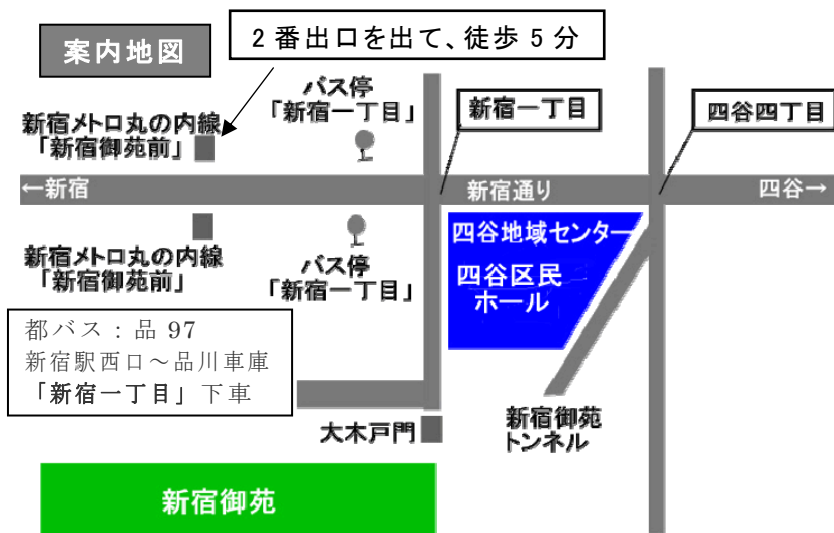 案内地図
2番出口を出て、徒歩5分
バス停
「新宿一丁目」
新宿一丁目
四谷四丁目
新宿メトロ丸の内線
「新宿御苑前」
←新宿
新宿通り
四谷→
新宿メトロ丸の内線
「新宿御苑前」
バス停
「新宿一丁目」
四谷地域センター
四谷区民
ホール
都バス：品97
新宿駅西口～品川車庫
「新宿一丁目」下車
大木戸門
新宿御苑
トンネル
新宿御苑